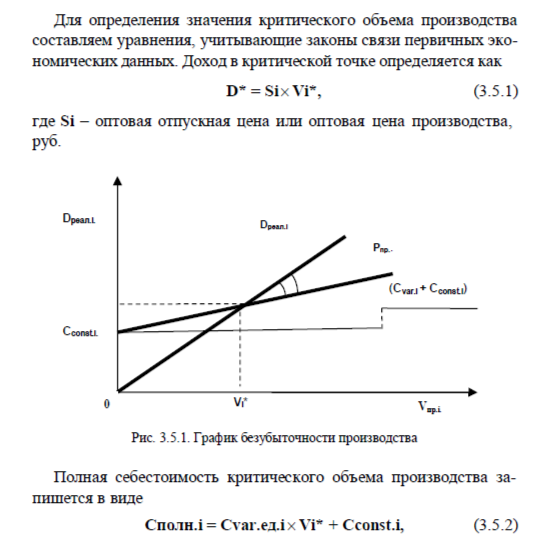 Для определения значения критического объема производства
составляем уравнения, учитывающие законы связи первичных эко-
номических данных. Доход в критической точке определяется как
D* = Si× Vi*, (3.5.1)
где Si – оптовая отпускная цена или оптовая цена производства,
руб.
Dреал.i.
Dреал.i
Pпр..
(Cvar.i + Cconst.i)
Cconst.i.
0
Vi*
Vпр.i.
Рис. 3.5.1. График безубыточности производства
Полная себестоимость критического объема производства за-
пишется в виде
Сполн.i = Cvar.ед.i× Vi* + Cconst.i, (3.5.2)